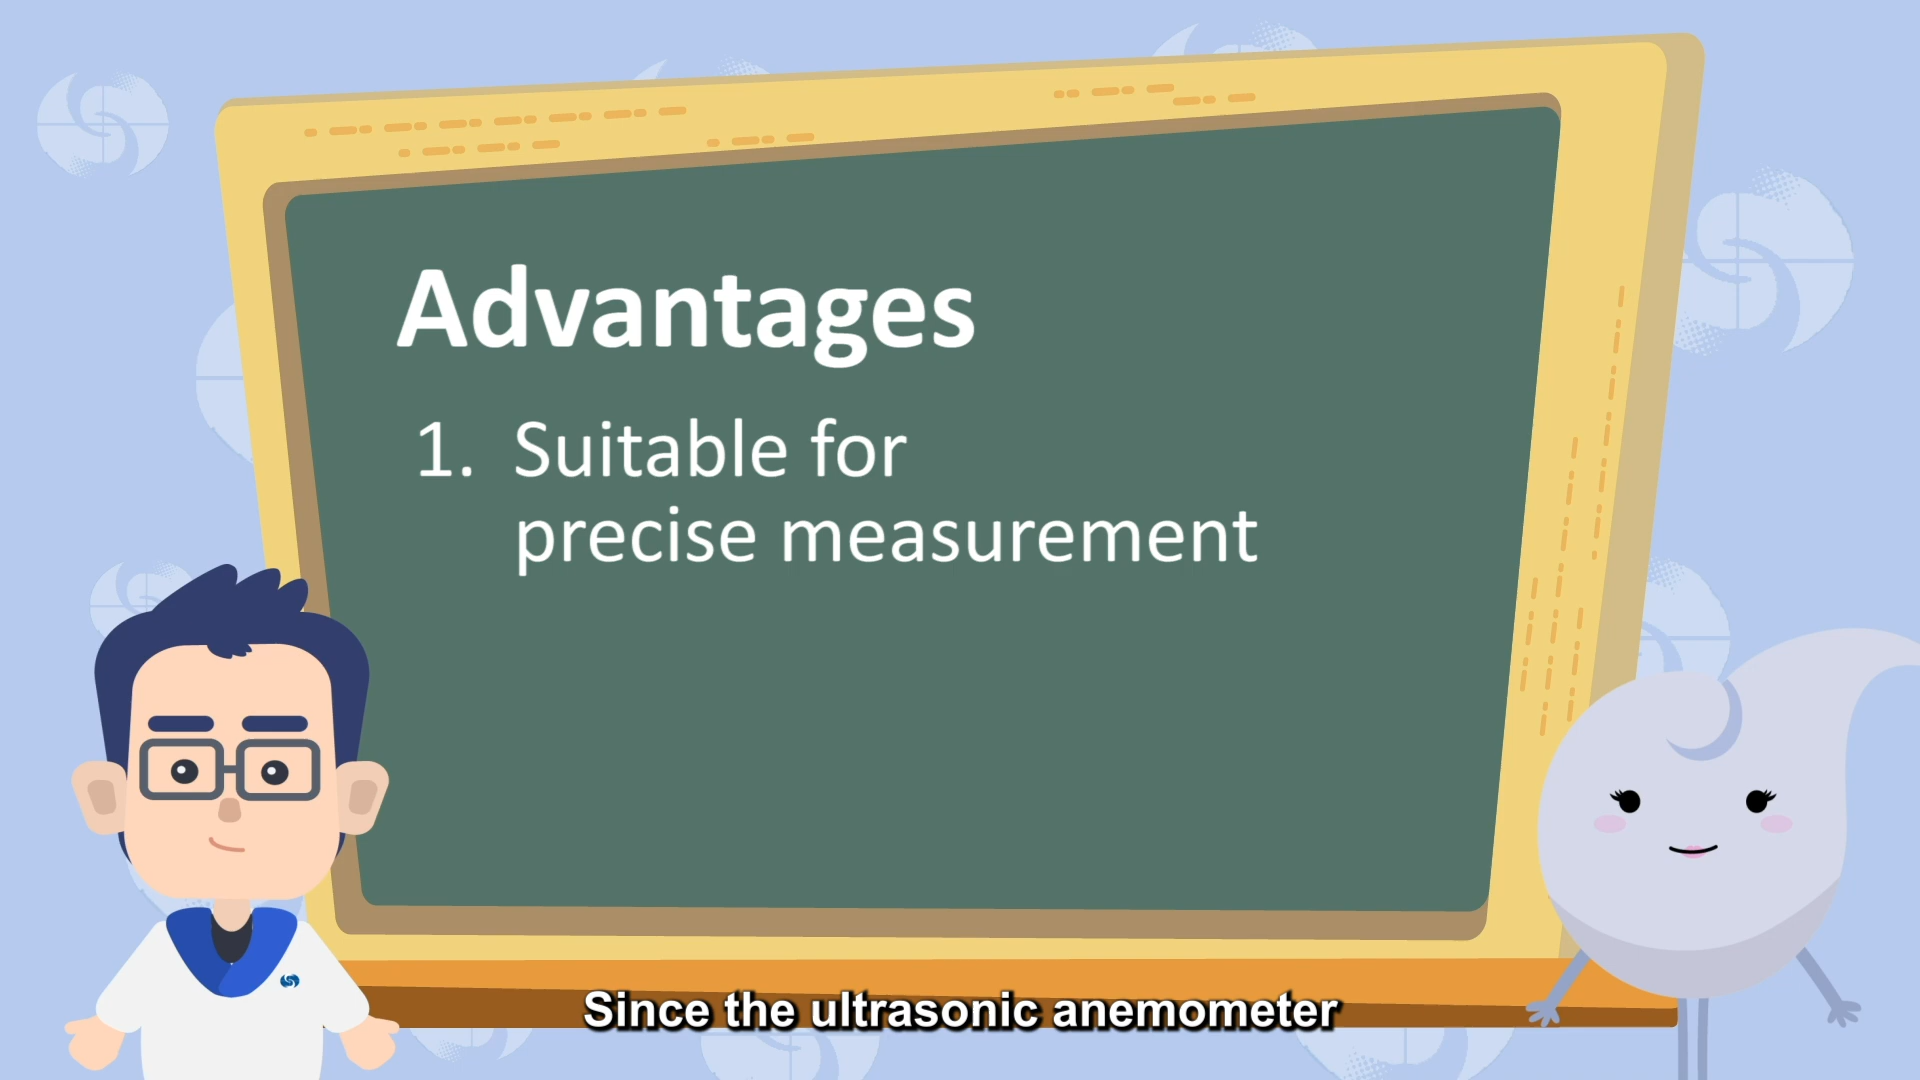 Advantages
1. Suitable for
precise measurement
Since the ultrasonic anemometer